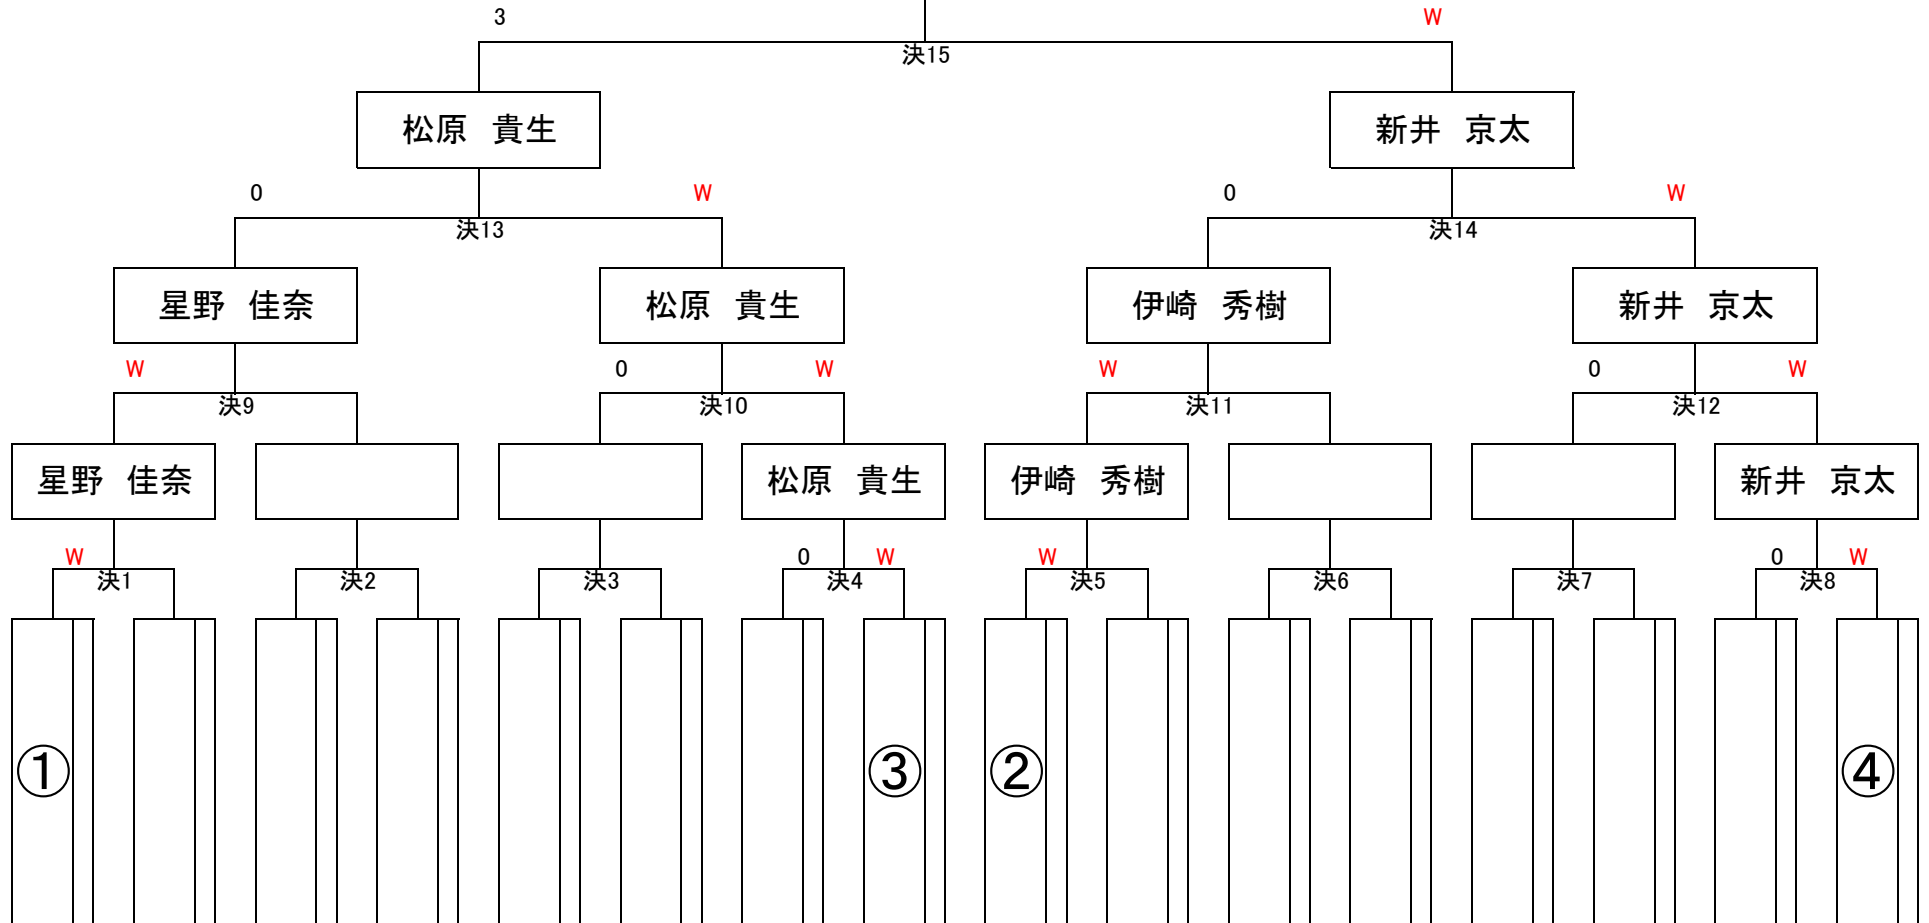 3 W
決15
松原 貴生 新井 京太
0 W 0 W
決13 決14
星野 佳奈 松原 貴生 伊崎 秀樹 新井 京太
W 0 W W 0 W
決9 決10 決11 決12
星野 佳奈 松原 貴生 伊崎 秀樹 新井 京太
W 0 W W 0 W
決1 決2 決3 決4 決5 決6 決7 決8
① ③ ② ④